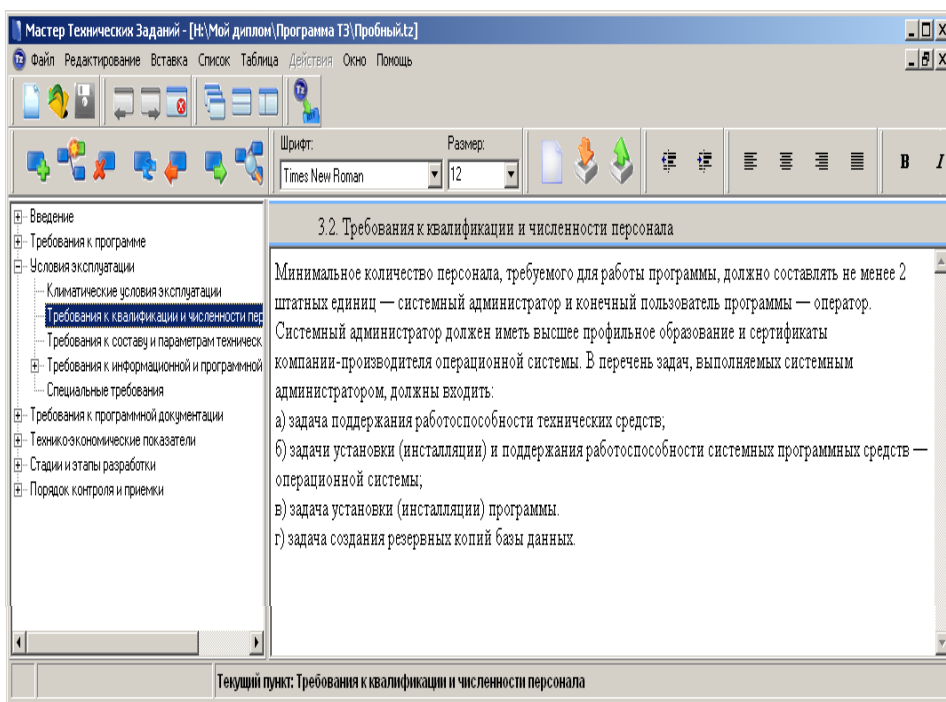 Мастер Технических Заданий - [H:\Мой диплом\Программа ТЗ\Пробный.tz]
Файл Редактирование Вставка Список Таблица Действия Окно Помощь
Шрифт: Размер:
Times New Roman 12
B I
Введение
Требования к программе
Условия эксплуатации
Климатические условия эксплуатации
Требования к квалификации и численности пер
Требования к составу и параметрам техническ
Требования к информационной и программной
Специальные требования
Требования к программной документации
Технико-экономические показатели
Стадии и этапы разработки
Порядок контроля и приемки
3.2. Требования к квалификации и численности персонала
Минимальное количество персонала, требуемого для работы программы, должно составлять не менее 2
штатных единиц — системный администратор и конечный пользователь программы — оператор.
Системный администратор должен иметь высшее профильное образование и сертификаты
компании-производителя операционной системы. В перечень задач, выполняемых системным
администратором, должны входить:
а) задача поддержания работоспособности технических средств;
б) задачи установки (инсталляции) и поддержания работоспособности системных программных средств —
операционной системы;
в) задача установки (инсталляции) программы.
г) задача создания резервных копий базы данных.
Текущий пункт: Требования к квалификации и численности персонала